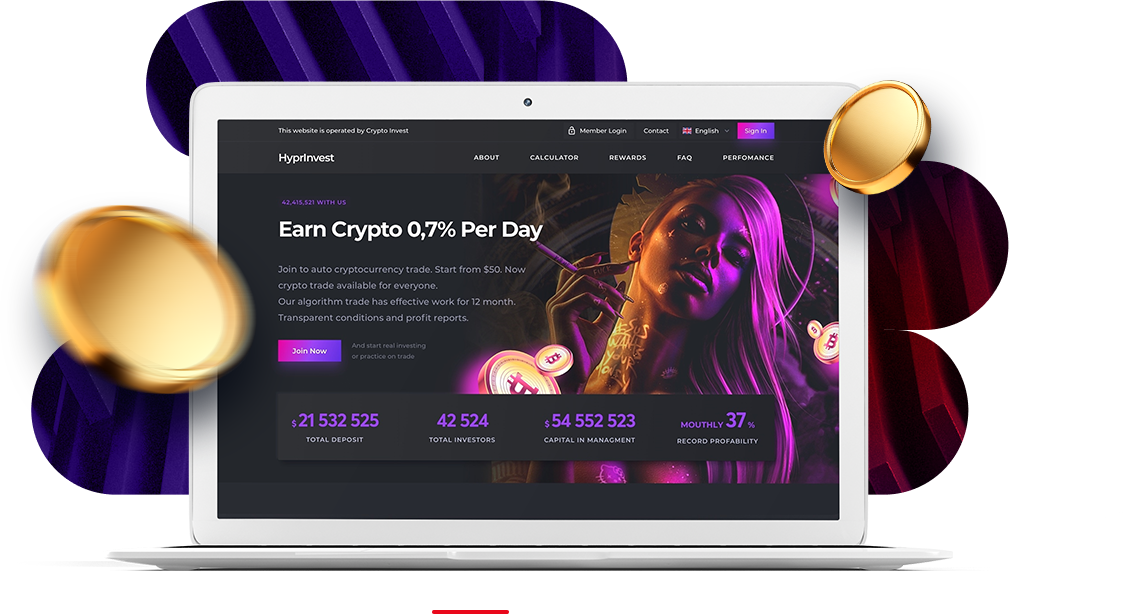 This website is operated by Crypto Invest
Member Login
Contact
English
Sign In
HyprInvest
ABOUT
CALCULATOR
REWARDS
FAQ
PERFOMANCE
42,415,521 WITH US
Earn Crypto 0,7% Per Day
Join to auto cryptocurrency trade. Start from $50. Now
crypto trade available for everyone.
Our algorithm trade has effective work for 12 month.
Transparent conditions and profit reports.
Join Now
And start real investing
or practice on trade
$ 21 532 525
TOTAL DEPOSIT
42 524
TOTAL INVESTORS
$ 54 552 523
CAPITAL IN MANAGMENT
MOUTHLY 37 %
RECORD PROFABILITY